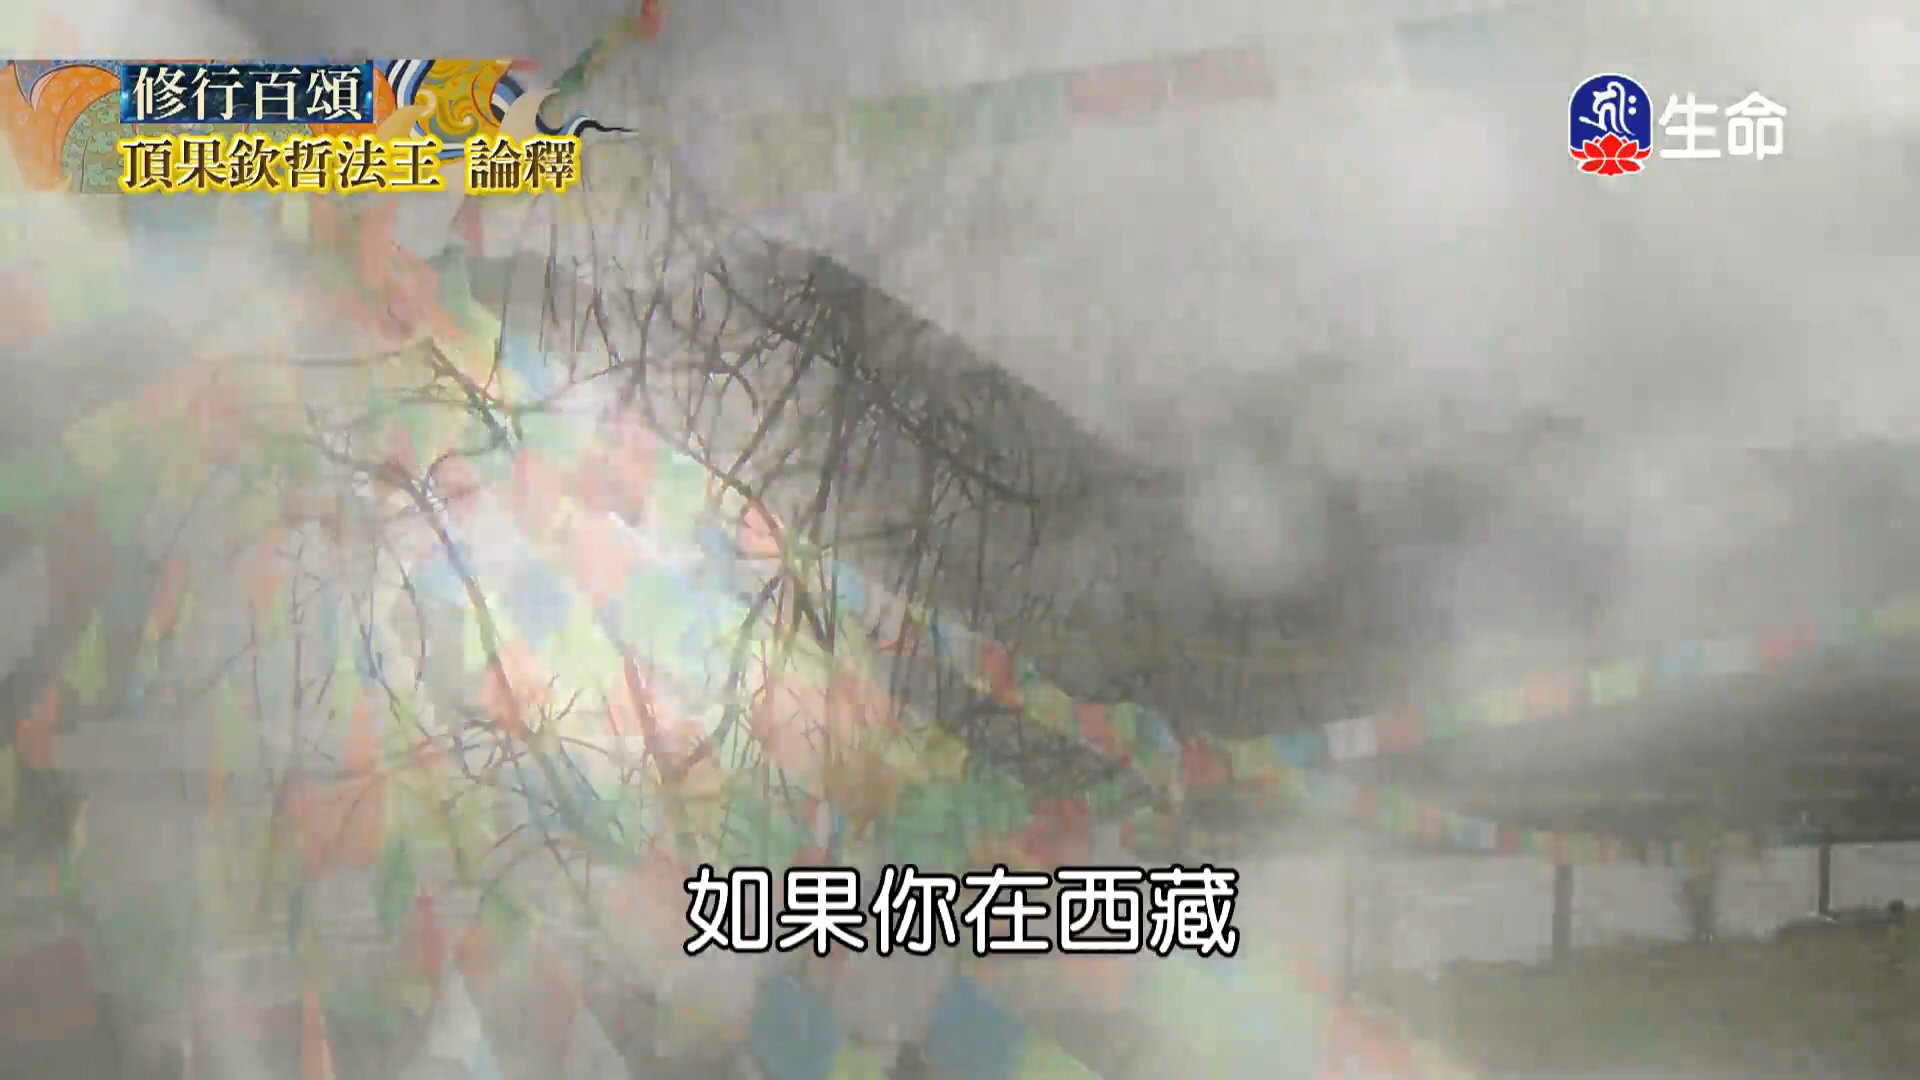 修行百頌
頂果欽哲法王 論釋
生命
如果你在西藏